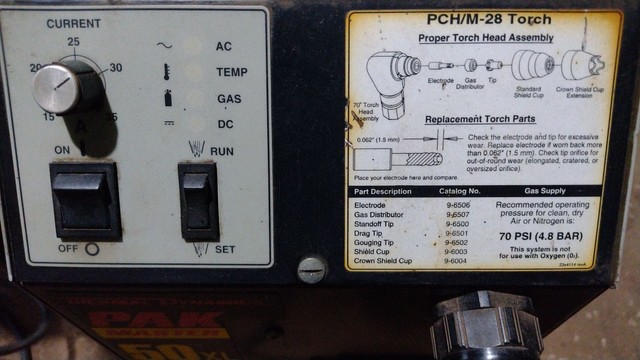 CURRENT
25
20
30
15
A
AC
TEMP
GAS
DC
ON
OFF
RUN
SET
PCH/M-28 Torch
Proper Torch Head Assembly
70° Torch
Head
Assembly
Electrode
Gas
Distributor
Tip
Standard
Shield Cup
Crown Shield Cup
Extension
Replacement Torch Parts
0.062" (1.5 mm)
Check the electrode and tip for excessive
wear. Replace electrode if worn back more
than 0.062" (1.5 mm). Check tip orifice for
out-of-round wear (elongated, cratered, or
oversized orifice).
Place your electrode here and compare.
Part Description Catalog No. Gas Supply
Electrode 9-6506
Gas Distributor 9-6507
Standoff Tip 9-6500
Drag Tip 9-6501
Gouging Tip 9-6502
Shield Cup 9-6003
Crown Shield Cup 9-6004
Recommended operating
pressure for clean, dry
Air or Nitrogen is:
70 PSI (4.8 BAR)
This system is not
for use with Oxygen (O₂).
THERMAL DYNAMICS
PAK
MASTER
50XL